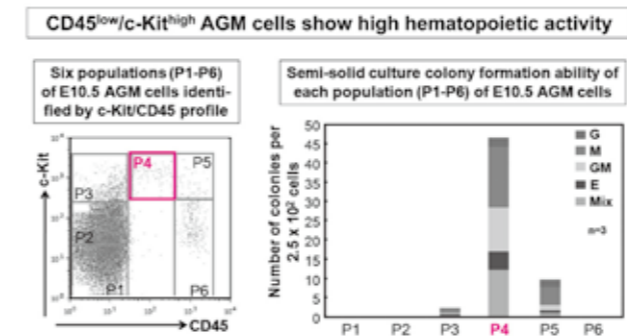 CD45low/c-Kithigh AGM cells show high hematopoietic activity
Six populations (P1-P6)
of E10.5 AGM cells identi-
fied by c-Kit/CD45 profile
c-Kit
P4
P5
P3
P2
P1
P6
CD45
Semi-solid culture colony formation ability of
each population (P1-P6) of E10.5 AGM cells
Number of colonies per
2.5 x 10² cells
50
45
40
35
30
25
20
15
10
5
0
G
M
GM
E
Mix
n=3
P1 P2 P3 P4 P5 P6